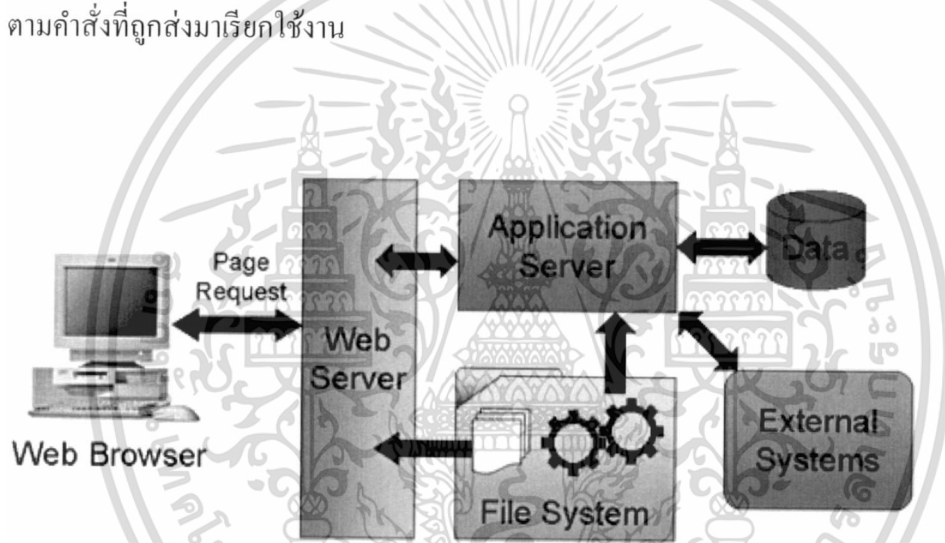 ตามคำสั่งที่ถูกส่งมาเรียกใช้งาน
Page
Request
Web Browser
Web
Server
Application
Server
Data
File System
External
Systems